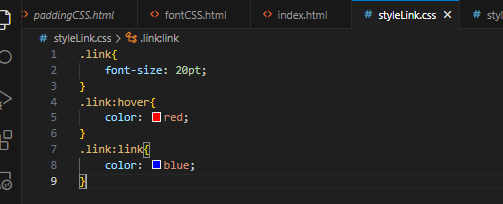 paddingCSS.html
fontCSS.html
index.html
# styleLink.css
# styleLink.css > .link:link
1 .link{
2 font-size: 20pt;
3 }
4 .link:hover{
5 color: red;
6 }
7 .link:link{
8 color: blue;
9 }